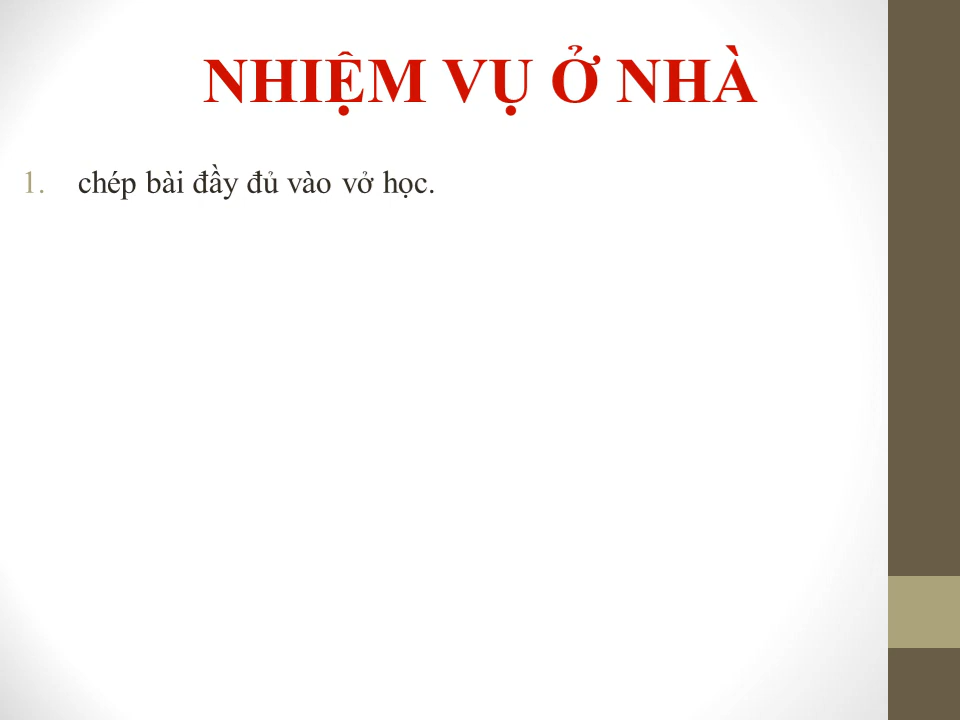 NHIỆM VỤ Ở NHÀ
1. chép bài đầy đủ vào vở học.